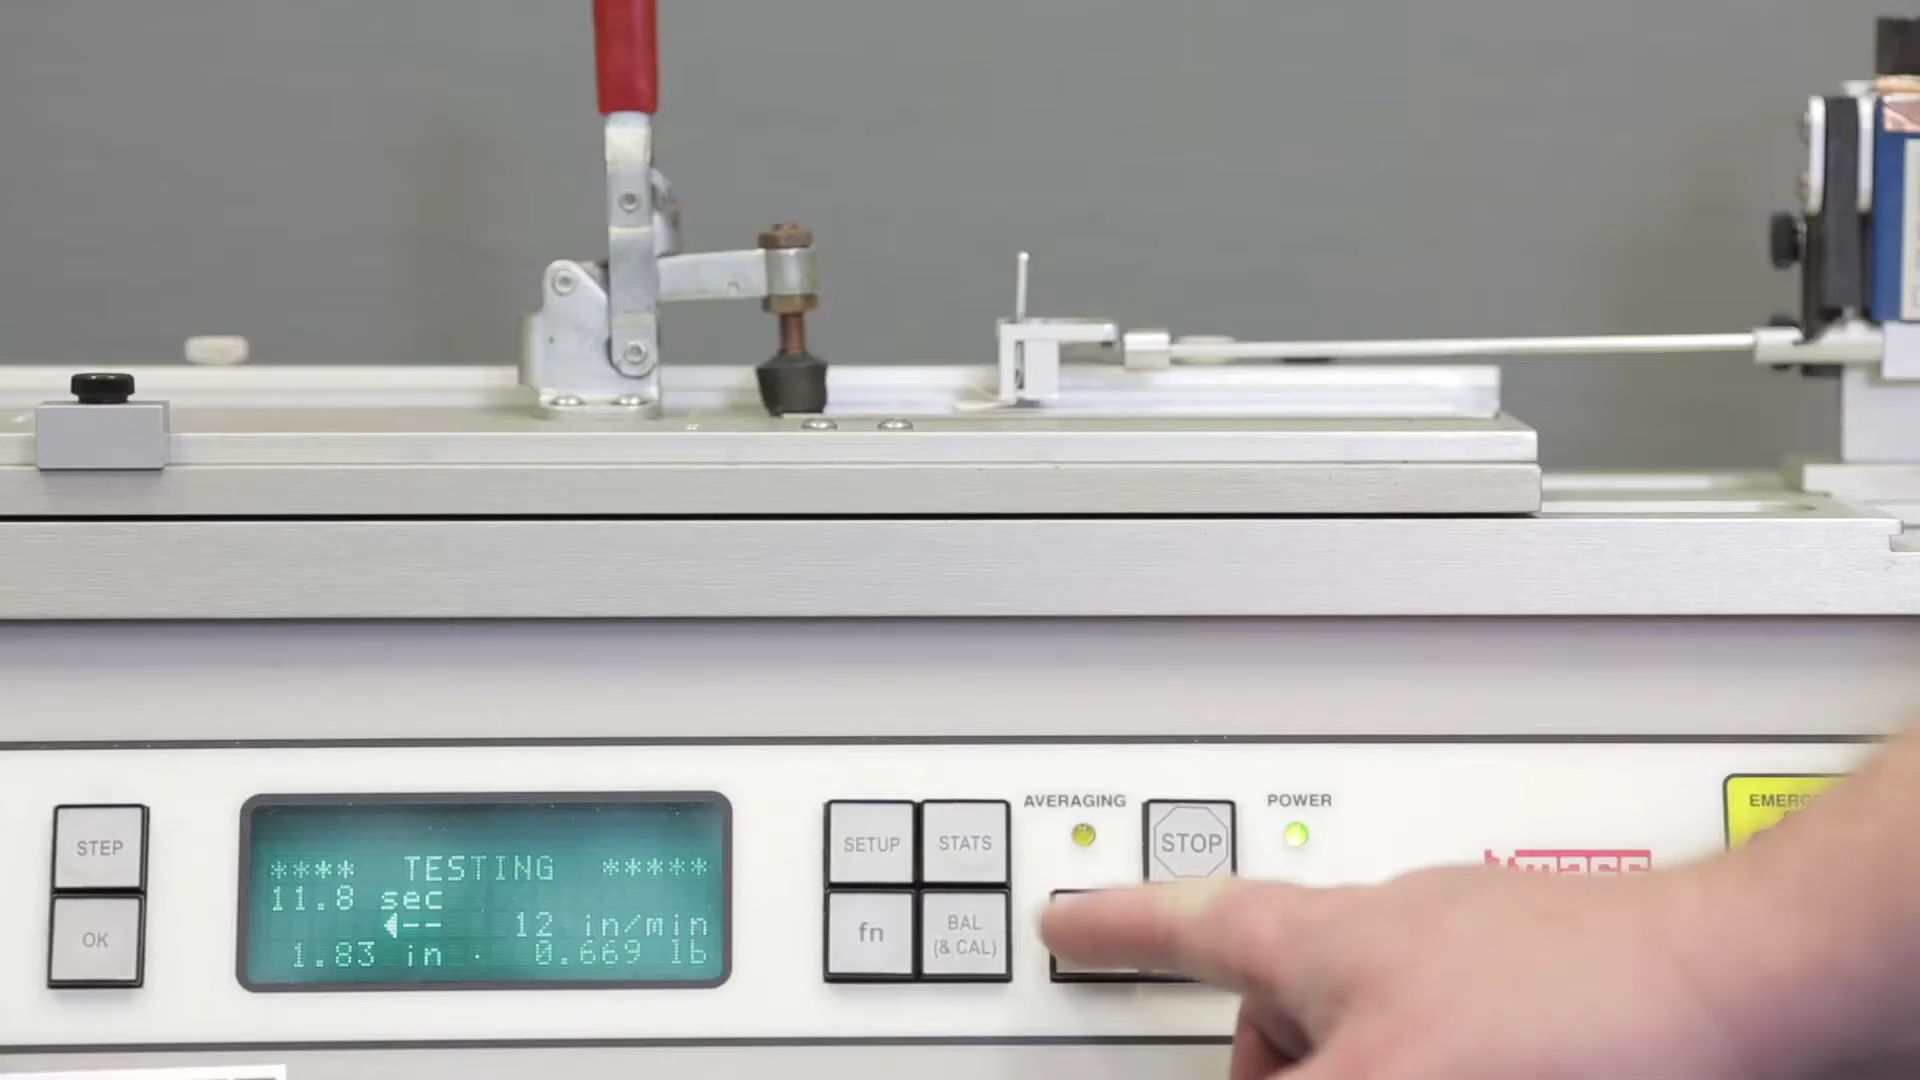 STEP
OK
**** TESTING *****
11.8 sec
◀-- 12 in/min
1.83 in . 0.669 lb
SETUP
STATS
fn
BAL
(& CAL)
AVERAGING
STOP
POWER